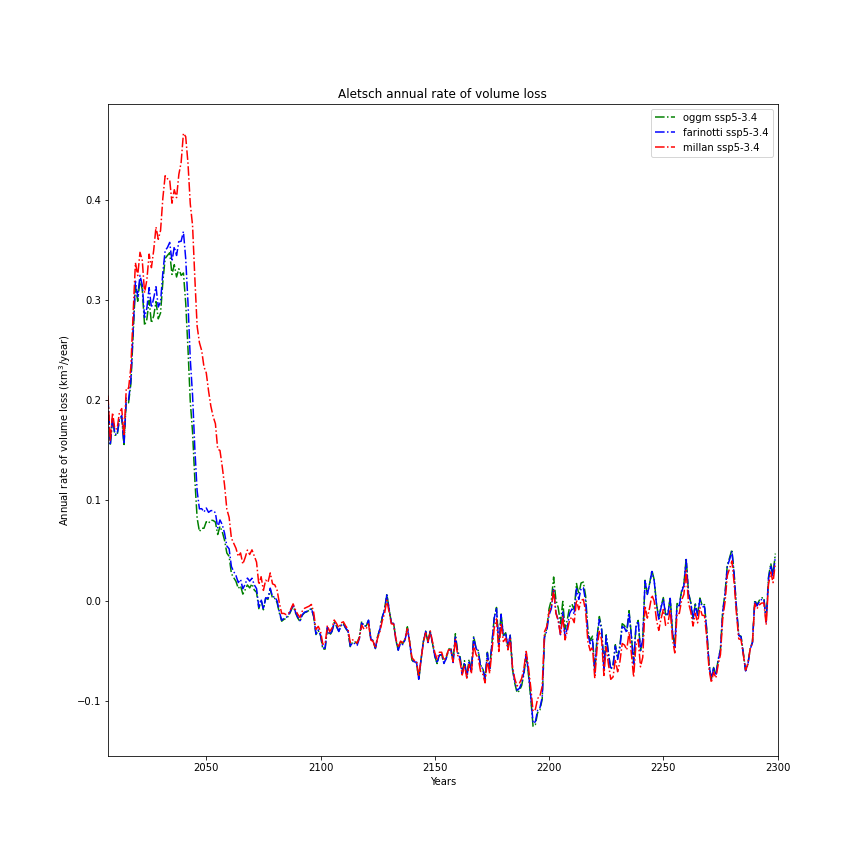 Aletsch annual rate of volume loss
oggm ssp5-3.4
farinotti ssp5-3.4
millan ssp5-3.4
Annual rate of volume loss (km³/year)
0.4
0.3
0.2
0.1
0.0
−0.1
2050 2100 2150 2200 2250 2300
Years